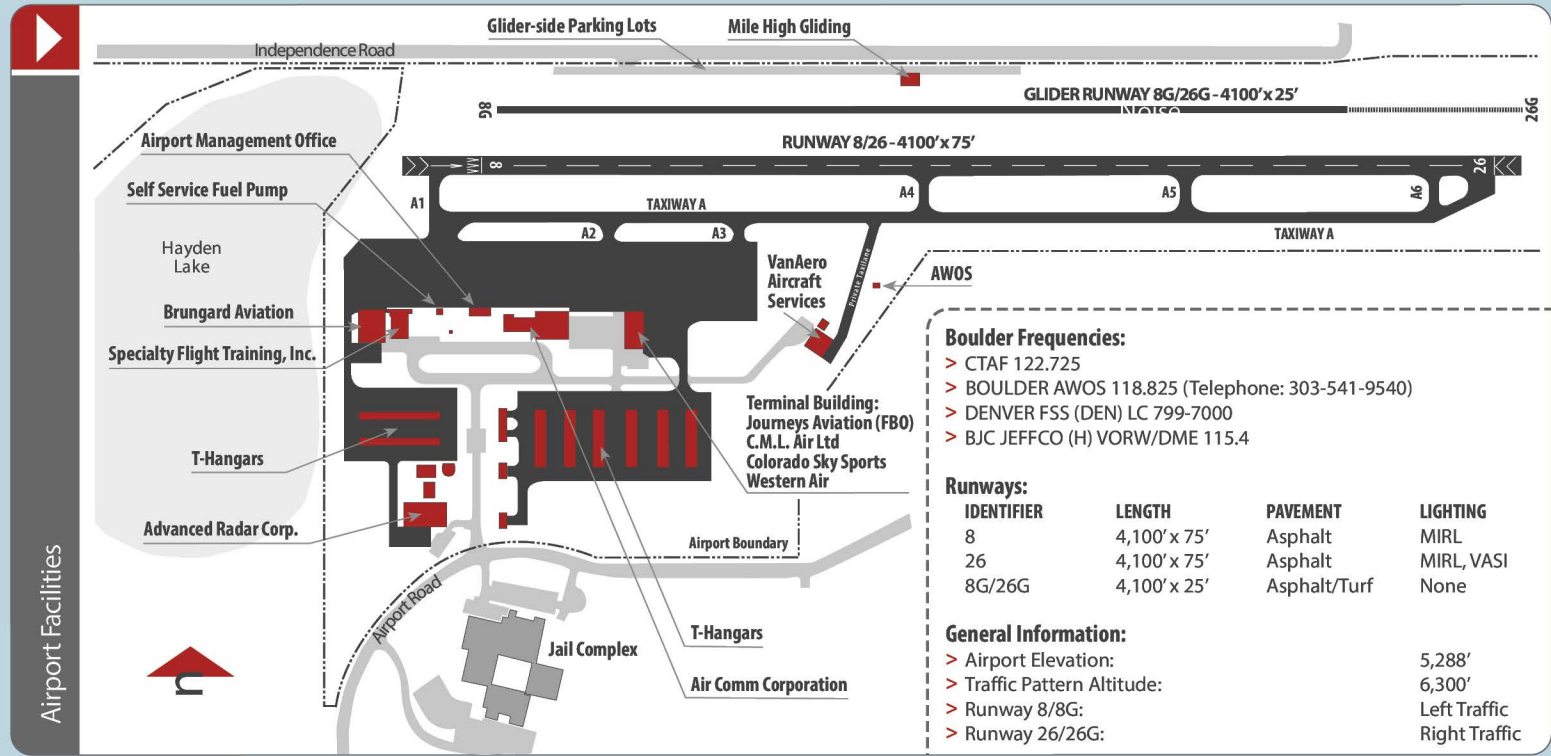 Airport Facilities
Independence Road
Glider-side Parking Lots
Mile High Gliding
GLIDER RUNWAY 8G/26G - 4100’ x 25’
Noise
8G
26G
RUNWAY 8/26 - 4100’ x 75’
8
26
Airport Management Office
Self Service Fuel Pump
Hayden
Lake
A1
TAXIWAY A
A4
A5
A6
A2
A3
TAXIWAY A
VanAero
Aircraft
Services
Private Taxilane
AWOS
Brungard Aviation
Specialty Flight Training, Inc.
T-Hangars
Advanced Radar Corp.
Terminal Building:
Journeys Aviation (FBO)
C.M.L. Air Ltd
Colorado Sky Sports
Western Air
Airport Boundary
Airport Road
Jail Complex
T-Hangars
Air Comm Corporation
n
Boulder Frequencies:
> CTAF 122.725
> BOULDER AWOS 118.825 (Telephone: 303-541-9540)
> DENVER FSS (DEN) LC 799-7000
> BJC JEFFCO (H) VORW/DME 115.4
Runways:
IDENTIFIER LENGTH PAVEMENT LIGHTING
8 4,100’ x 75’ Asphalt MIRL
26 4,100’ x 75’ Asphalt MIRL, VASI
8G/26G 4,100’ x 25’ Asphalt/Turf None
General Information:
> Airport Elevation: 5,288’
> Traffic Pattern Altitude: 6,300’
> Runway 8/8G: Left Traffic
> Runway 26/26G: Right Traffic